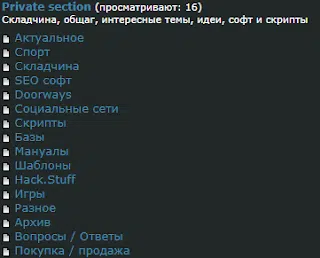 Private section (просматривают: 16)
Складчина, общаг, интересные темы, идеи, софт и скрипты
Актуальное
Спорт
Складчина
SEO софт
Doorways
Социальные сети
Скрипты
Базы
Мануалы
Шаблоны
Hack.Stuff
Игры
Разное
Архив
Вопросы / Ответы
Покупка / продажа